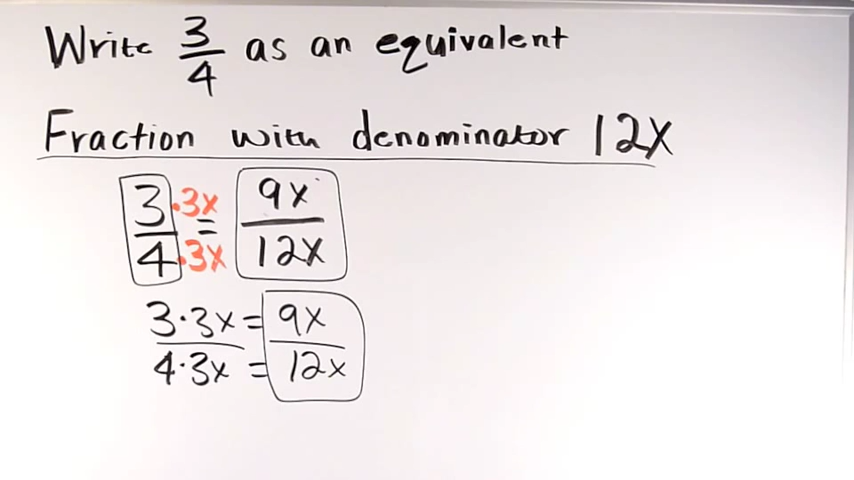 Write 3/4 as an equivalent
Fraction with denominator 12x
3·3x/4·3x = 9x/12x
3·3x = 9x
4·3x = 12x